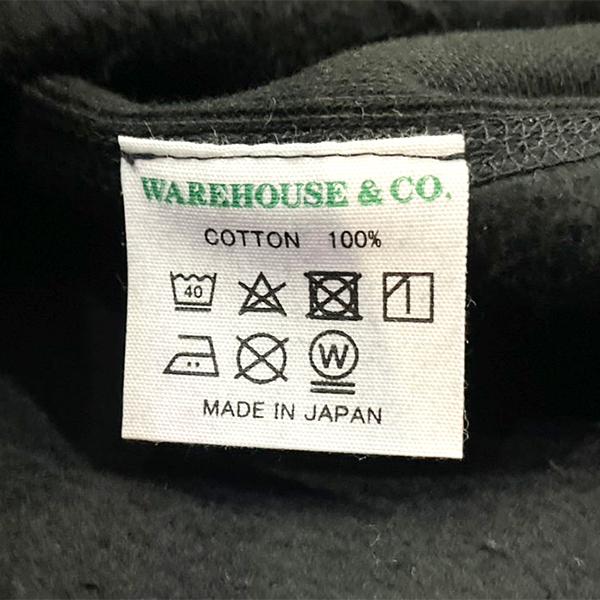 WAREHOUSE & CO.
COTTON 100%
40
W
MADE IN JAPAN